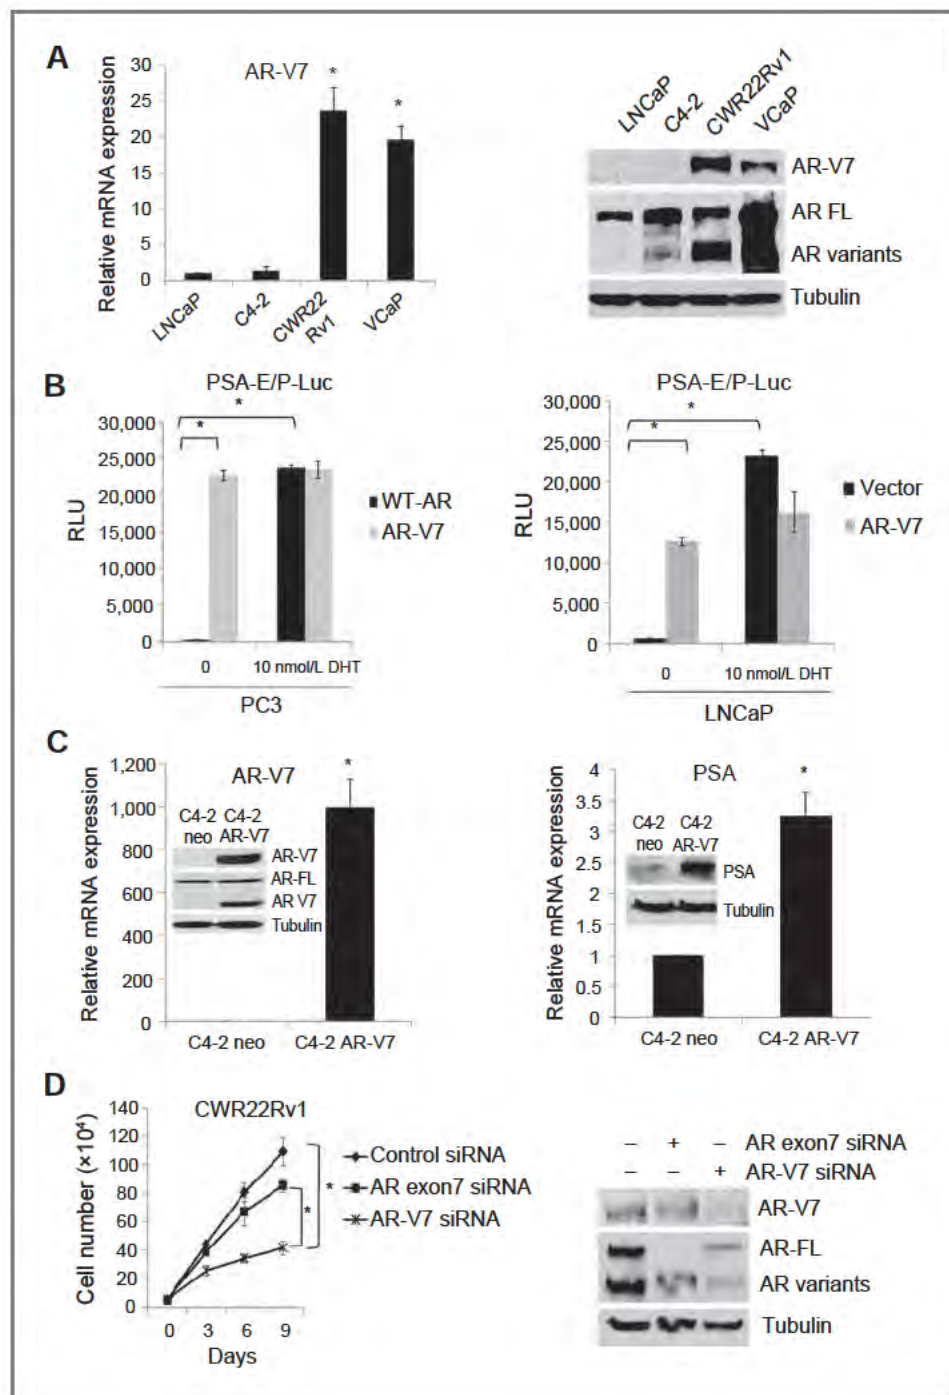 A
AR-V7
Relative mRNA expression
30
25
20
15
10
5
0
*
*
LNCaP
C4-2
CWR22
Rv1
VCaP
LNCaP
C4-2
CWR22Rv1
VCaP
AR-V7
AR FL
AR variants
Tubulin
B
PSA-E/P-Luc
*
*
RLU
30,000
25,000
20,000
15,000
10,000
5,000
0
WT-AR
AR-V7
0
10 nmol/L DHT
PC3
PSA-E/P-Luc
*
*
RLU
30,000
25,000
20,000
15,000
10,000
5,000
0
Vector
AR-V7
0
10 nmol/L DHT
LNCaP
C
AR-V7
*
Relative mRNA expression
1,200
1,000
800
600
400
200
0
C4-2
neo
C4-2
AR-V7
AR-V7
AR-FL
AR V7
Tubulin
C4-2 neo
C4-2 AR-V7
PSA
*
Relative mRNA expression
4
3.5
3
2.5
2
1.5
1
0.5
0
C4-2
neo
C4-2
AR-V7
PSA
Tubulin
C4-2 neo
C4-2 AR-V7
D
CWR22Rv1
Cell number (×10⁴)
140
120
100
80
60
40
20
0
0 3 6 9
Days
*
*
Control siRNA
AR exon7 siRNA
AR-V7 siRNA
– + – AR exon7 siRNA
– – + AR-V7 siRNA
AR-V7
AR-FL
AR variants
Tubulin